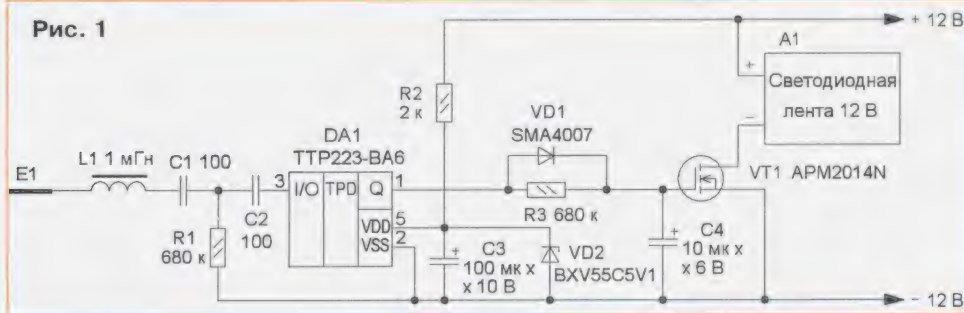 Рис. 1
+ 12 В
A1
+
Светодиодная
лента 12 В
−
R2
2 к
VD1
SMA4007
DA1
TTP223-BA6
E1
L1 1 мГн
C1 100
3
I/O
TPD
Q
1
R3 680 к
VT1 APM2014N
C2
100
R1
680 к
VDD
5
VSS
2
+
C3
100 мк х
х 10 В
VD2
BXV55C5V1
+
C4
10 мк х
х 6 В
− 12 В